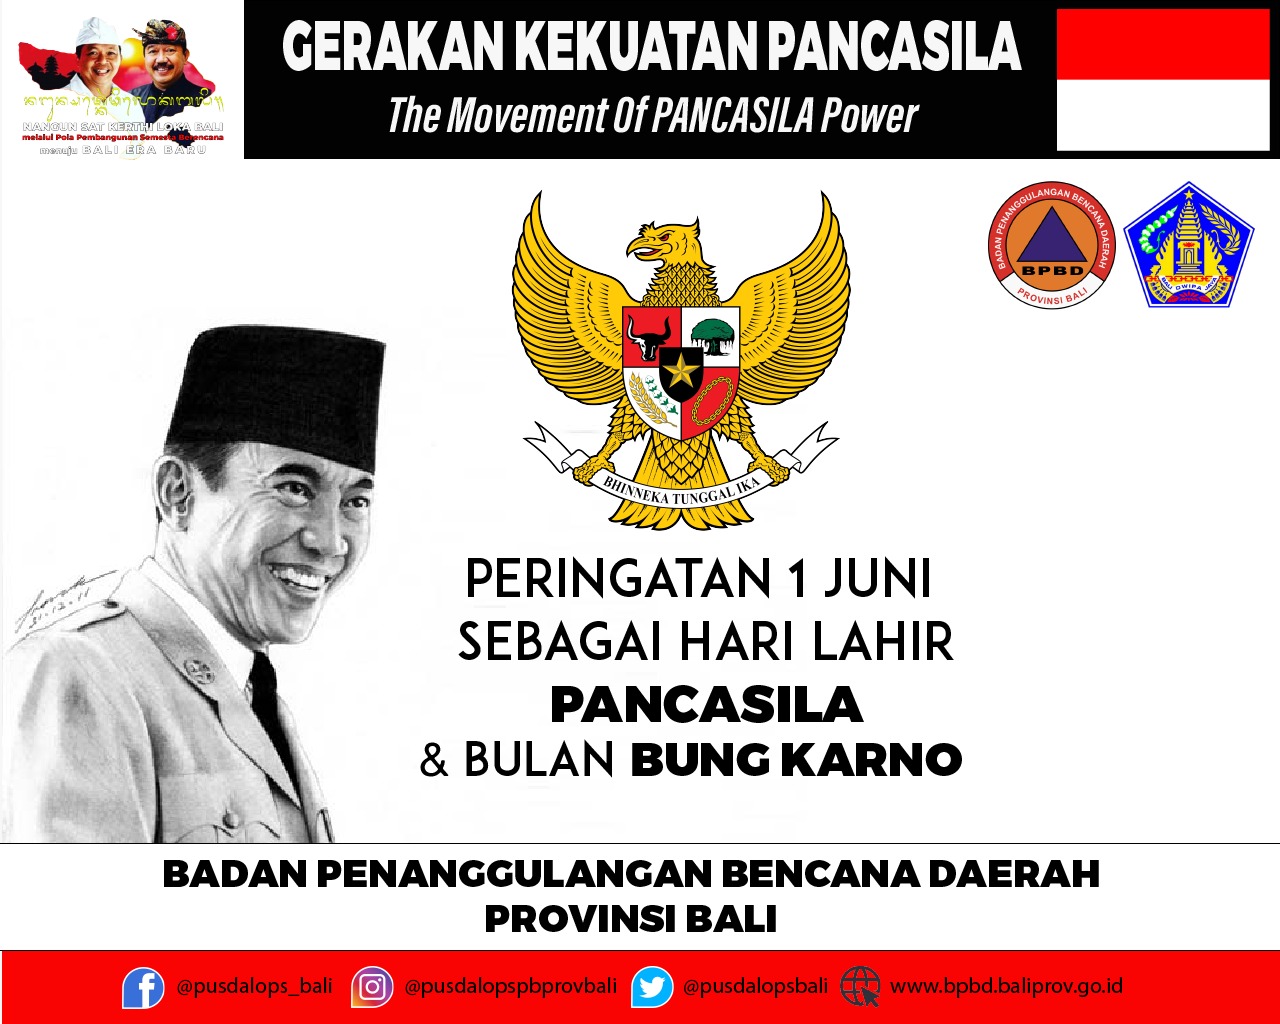 GERAKAN KEKUATAN PANCASILA
The Movement Of PANCASILA Power
NANGUN SAT KERTHI LOKA BALI
melalui Pola Pembangunan Semesta Berencana
menuju BALI ERA BARU
BADAN PENANGGULANGAN BENCANA DAERAH
BPBD
PROVINSI BALI
BALI DWIPA JAYA
BHINNEKA TUNGGAL IKA
31.12.11
PERINGATAN 1 JUNI
SEBAGAI HARI LAHIR
PANCASILA
& BULAN BUNG KARNO
BADAN PENANGGULANGAN BENCANA DAERAH
PROVINSI BALI
@pusdalops_bali @pusdalopspbprovbali @pusdalopsbali www.bpbd.baliprov.go.id